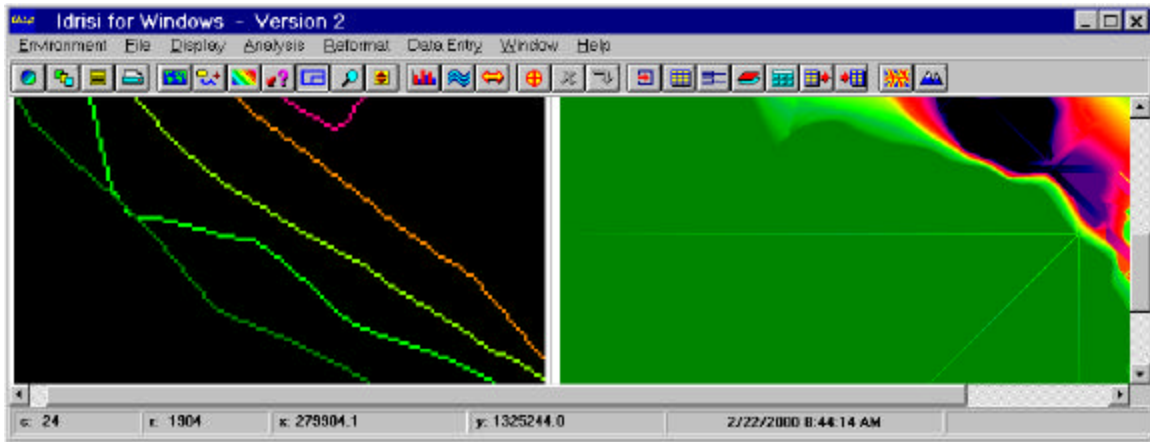 Idrisi for Windows - Version 2
Environment File Display Analysis Reformat Data Entry Window Help
c: 24 r: 1904 x: 279904.1 y: 1325244.0 2/22/2000 8:44:14 AM